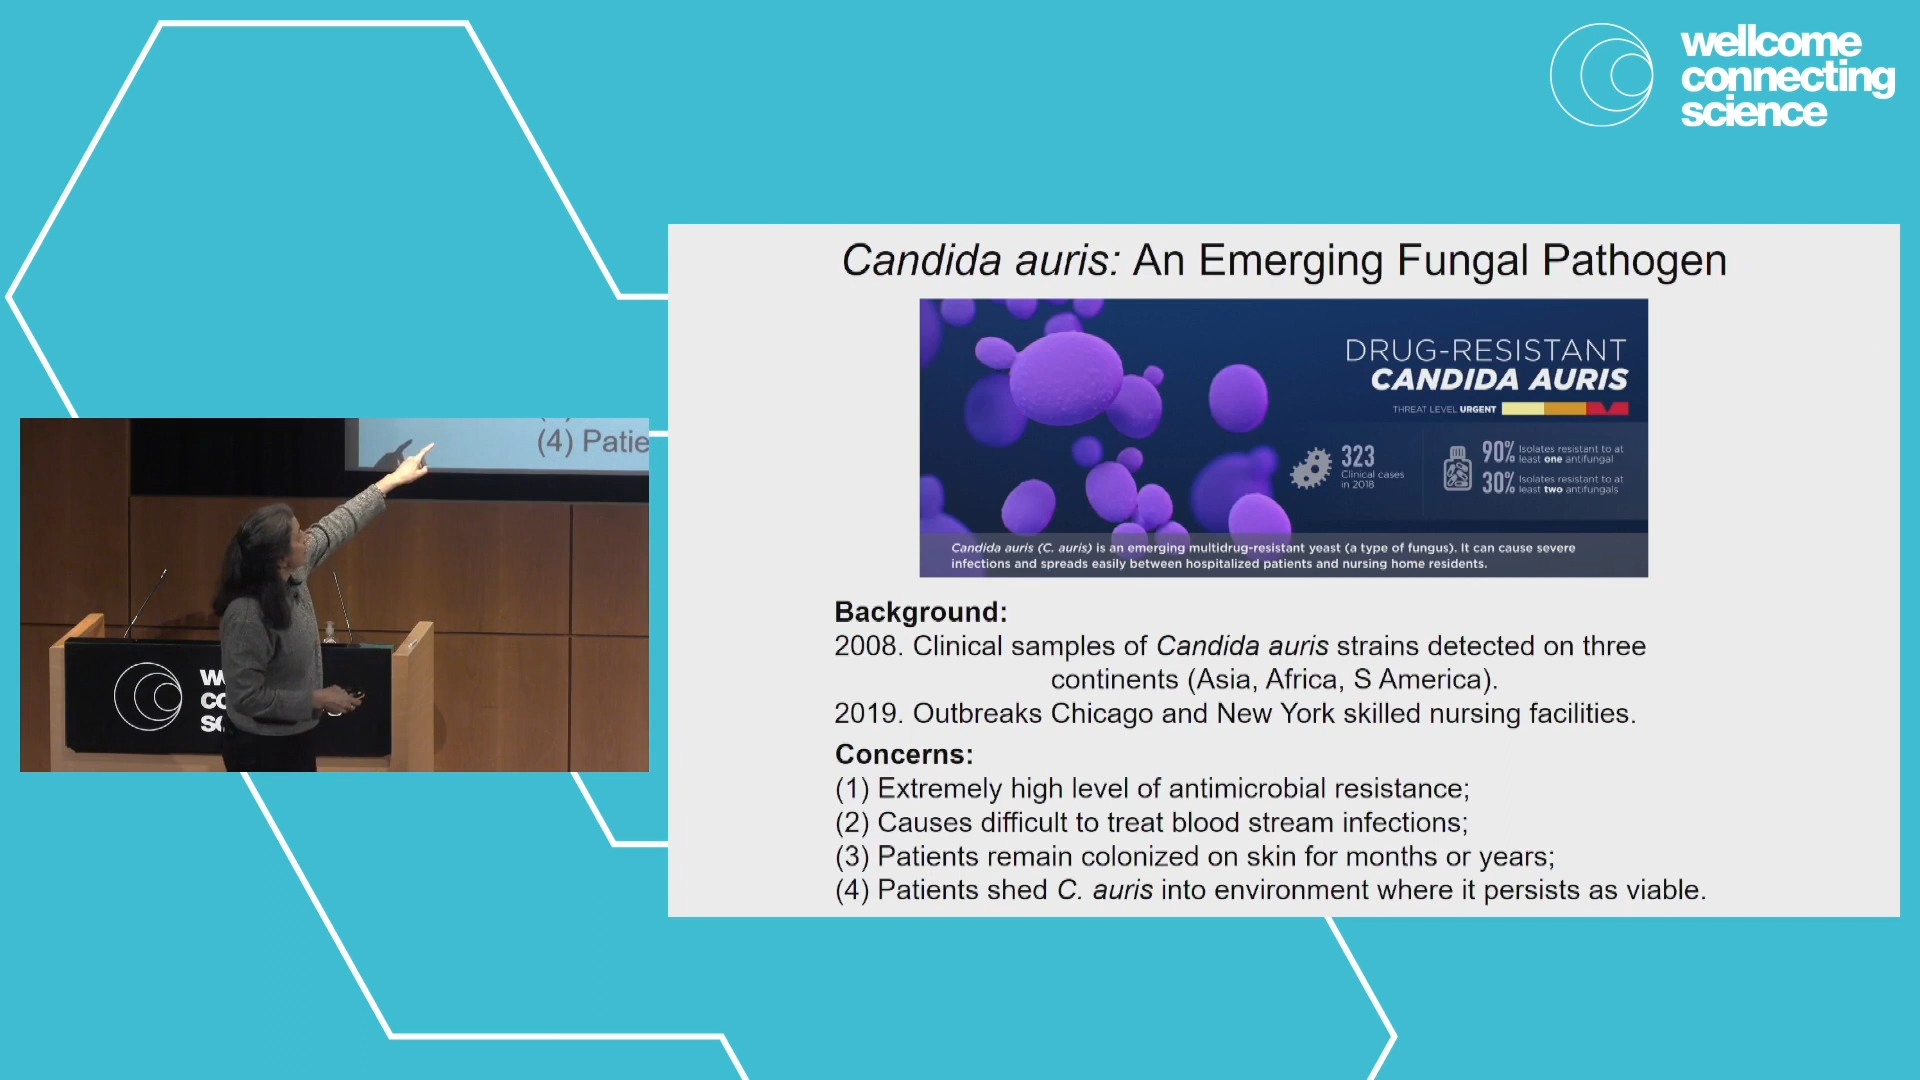 wellcome
connecting
science
Candida auris: An Emerging Fungal Pathogen
DRUG-RESISTANT
CANDIDA AURIS
THREAT LEVEL URGENT
323
Clinical cases
in 2018
90% Isolates resistant to at
least one antifungal
30% Isolates resistant to at
least two antifungals
Candida auris (C. auris) is an emerging multidrug-resistant yeast (a type of fungus). It can cause severe
infections and spreads easily between hospitalized patients and nursing home residents.
Background:
2008. Clinical samples of Candida auris strains detected on three
continents (Asia, Africa, S America).
2019. Outbreaks Chicago and New York skilled nursing facilities.
Concerns:
(1) Extremely high level of antimicrobial resistance;
(2) Causes difficult to treat blood stream infections;
(3) Patients remain colonized on skin for months or years;
(4) Patients shed C. auris into environment where it persists as viable.
(4) Patie